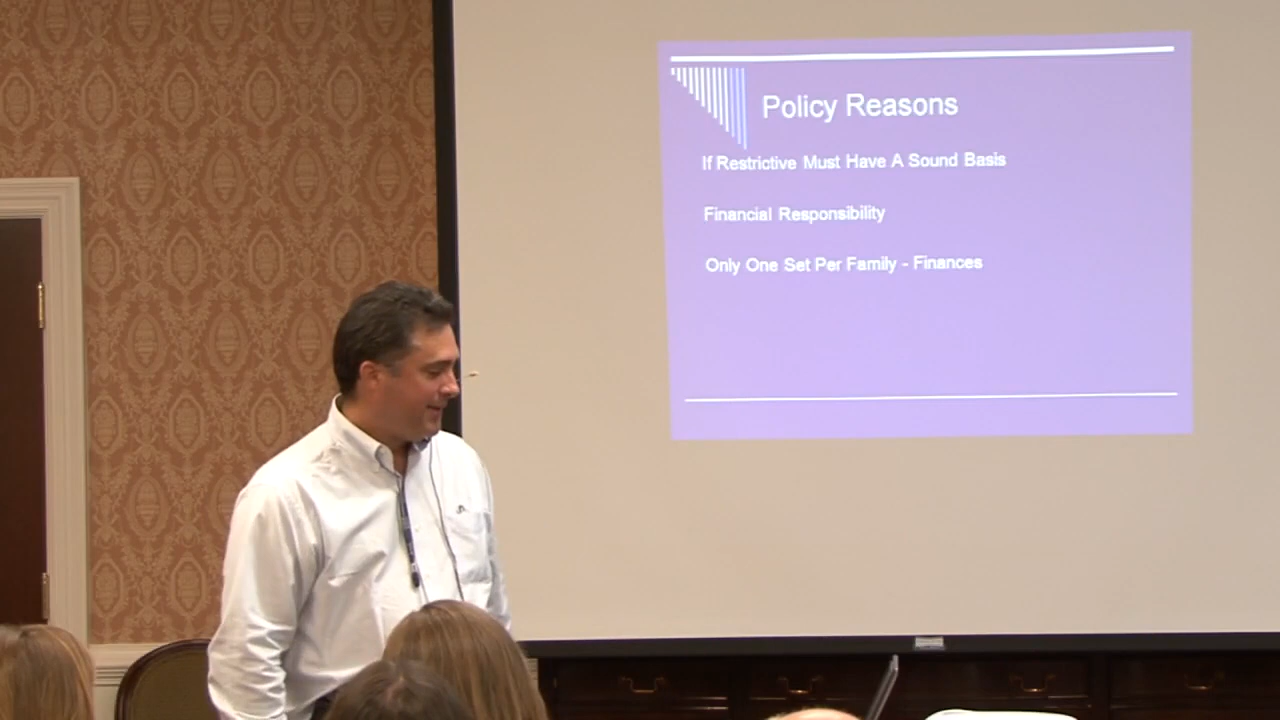 Policy Reasons
If Restrictive Must Have A Sound Basis
Financial Responsibility
Only One Set Per Family - Finances